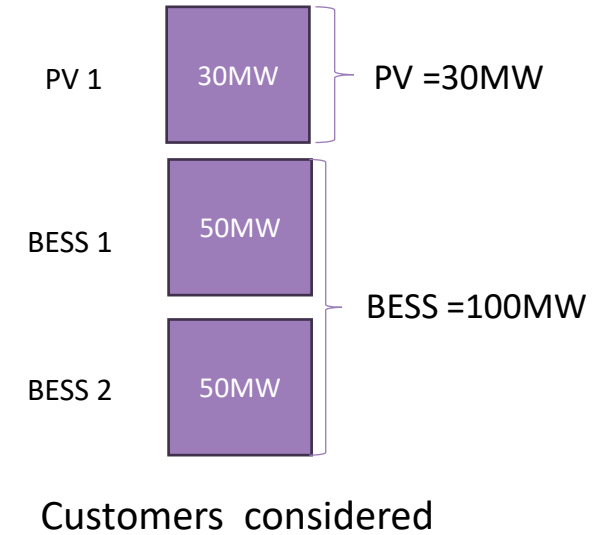 PV 1 30MW PV =30MW
BESS 1 50MW
BESS =100MW
BESS 2 50MW
Customers considered